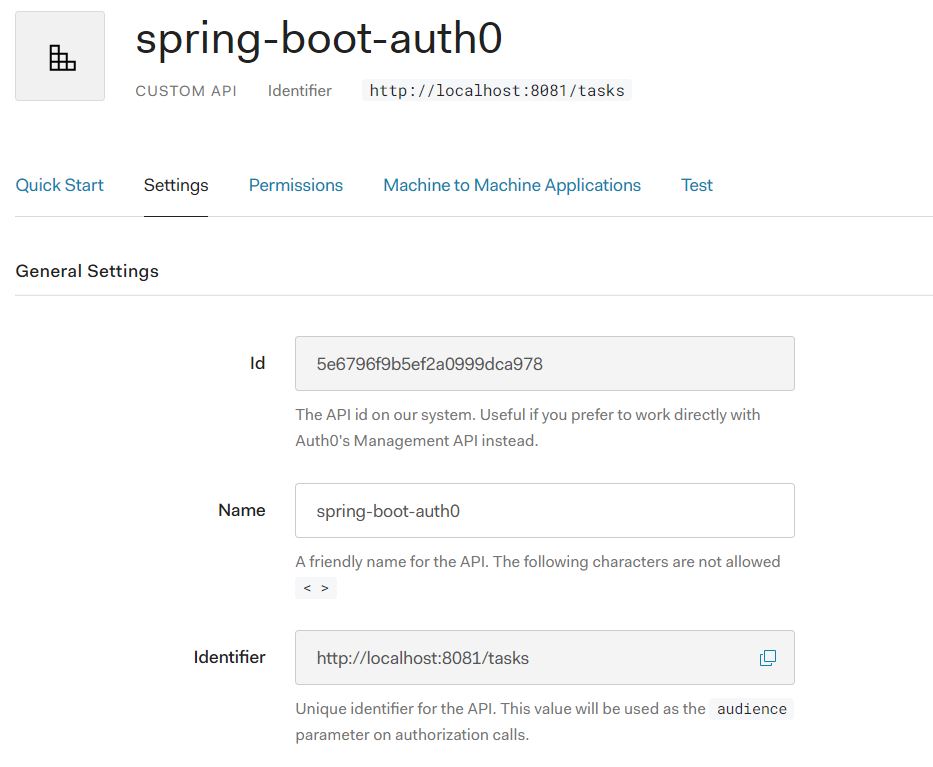 spring-boot-auth0
CUSTOM API Identifier http://localhost:8081/tasks
Quick Start Settings Permissions Machine to Machine Applications Test
General Settings
Id 5e6796f9b5ef2a0999dca978
The API id on our system. Useful if you prefer to work directly with
Auth0's Management API instead.
Name spring-boot-auth0
A friendly name for the API. The following characters are not allowed
< >
Identifier http://localhost:8081/tasks
Unique identifier for the API. This value will be used as the audience
parameter on authorization calls.